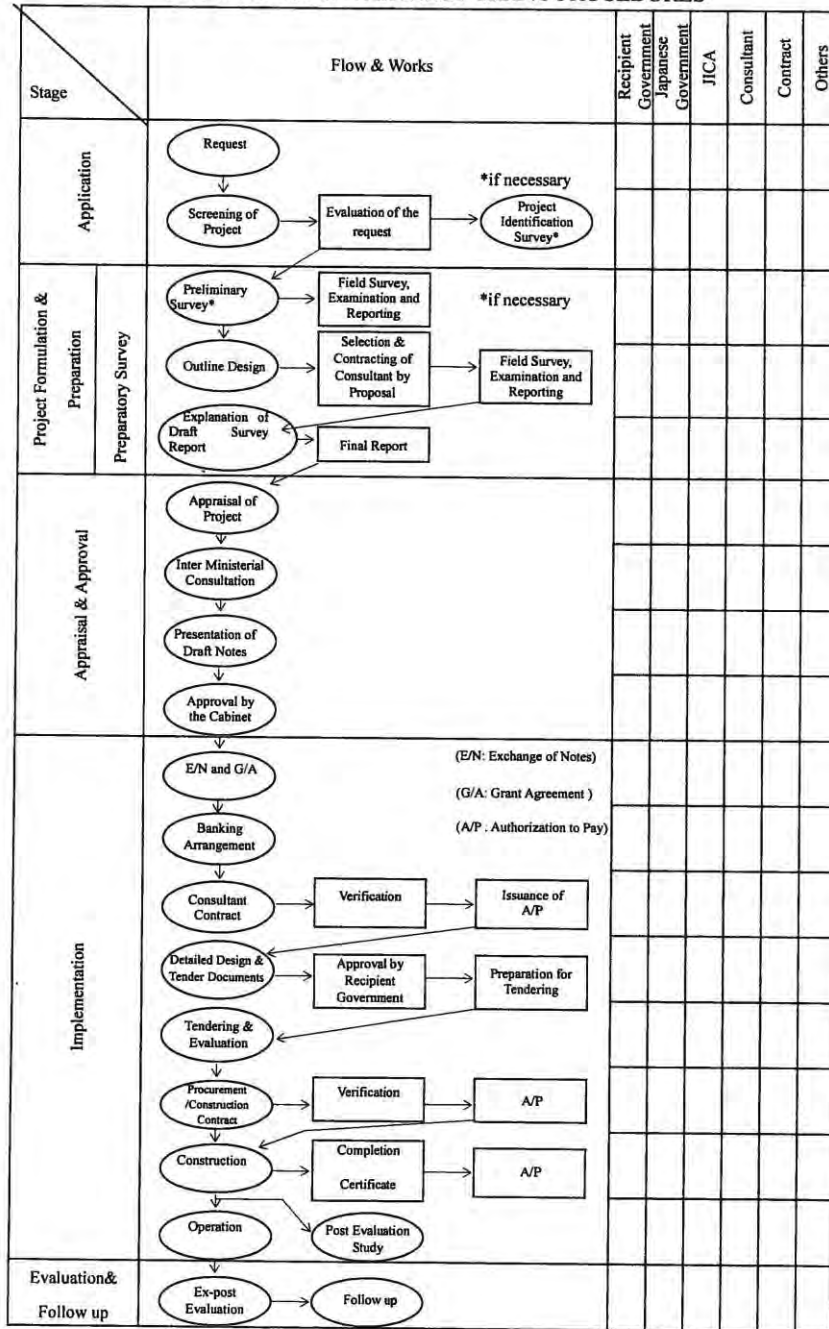 Stage
Flow & Works
Recipient
Government
Japanese
Government
JICA
Consultant
Contract
Others
Application
Request
*if necessary
Screening of
Project
Evaluation of the
request
Project
Identification
Survey*
Project Formulation &
Preparation
Preparatory Survey
Preliminary
Survey*
Field Survey,
Examination and
Reporting
*if necessary
Outline Design
Selection &
Contracting of
Consultant by
Proposal
Field Survey,
Examination and
Reporting
Explanation of
Draft Survey
Report
Final Report
Appraisal & Approval
Appraisal of
Project
Inter Ministerial
Consultation
Presentation of
Draft Notes
Approval by
the Cabinet
Implementation
E/N and G/A
(E/N: Exchange of Notes)
(G/A: Grant Agreement )
(A/P . Authorization to Pay)
Banking
Arrangement
Consultant
Contract
Verification
Issuance of
A/P
Detailed Design &
Tender Documents
Approval by
Recipient
Government
Preparation for
Tendering
Tendering &
Evaluation
Procurement
/Construction
Contract
Verification
A/P
Construction
Completion
Certificate
A/P
Operation
Post Evaluation
Study
Evaluation&
Follow up
Ex-post
Evaluation
Follow up